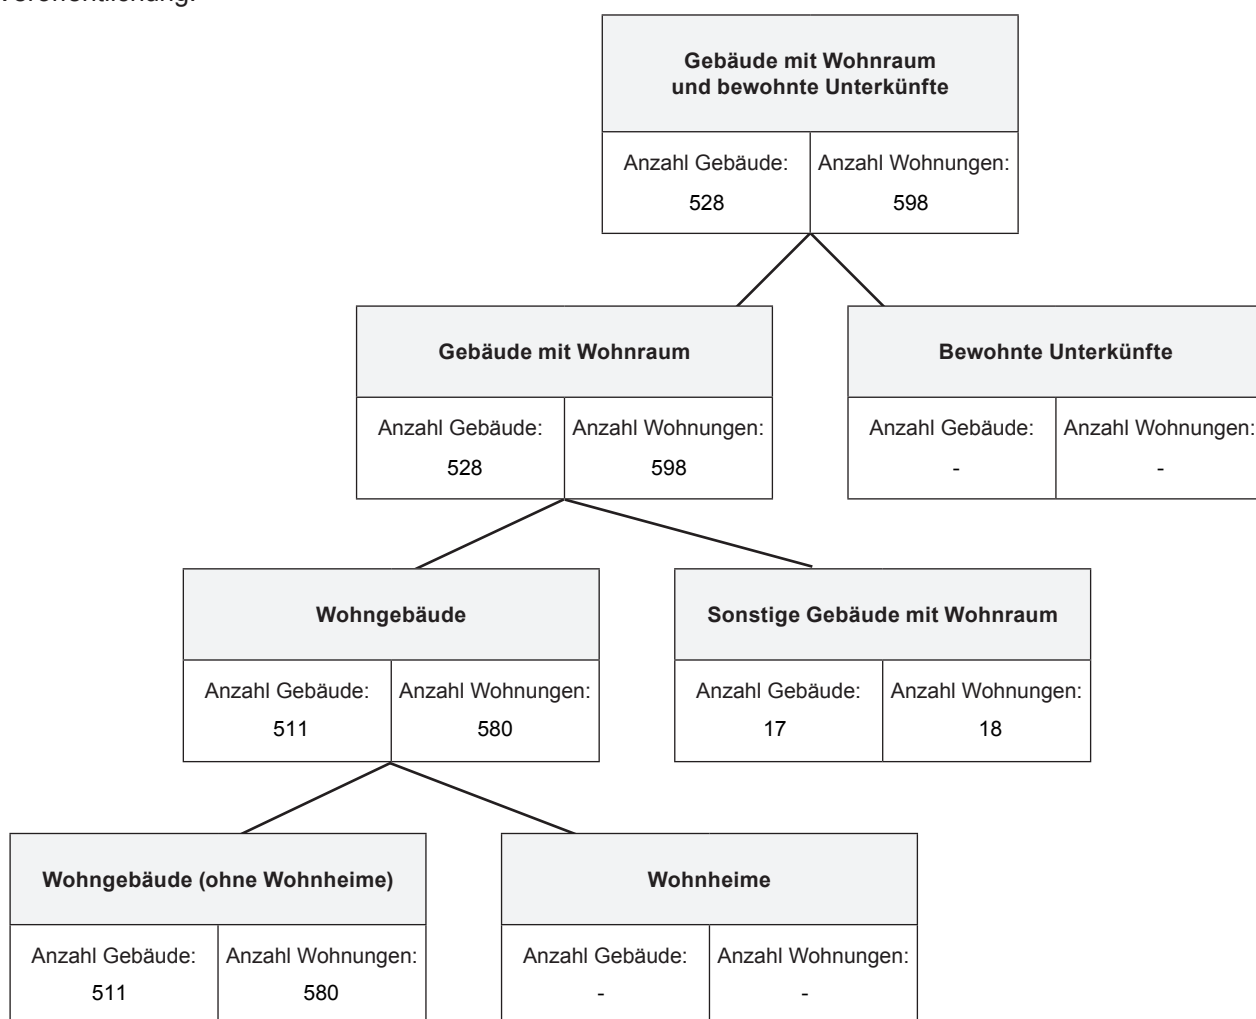 Veröffentlichung.
Gebäude mit Wohnraum
und bewohnte Unterkünfte
Anzahl Gebäude: Anzahl Wohnungen:
528 598
Gebäude mit Wohnraum Bewohnte Unterkünfte
Anzahl Gebäude: Anzahl Wohnungen: Anzahl Gebäude: Anzahl Wohnungen:
528 598 - -
Wohngebäude Sonstige Gebäude mit Wohnraum
Anzahl Gebäude: Anzahl Wohnungen: Anzahl Gebäude: Anzahl Wohnungen:
511 580 17 18
Wohngebäude (ohne Wohnheime) Wohnheime
Anzahl Gebäude: Anzahl Wohnungen: Anzahl Gebäude: Anzahl Wohnungen:
511 580 - -